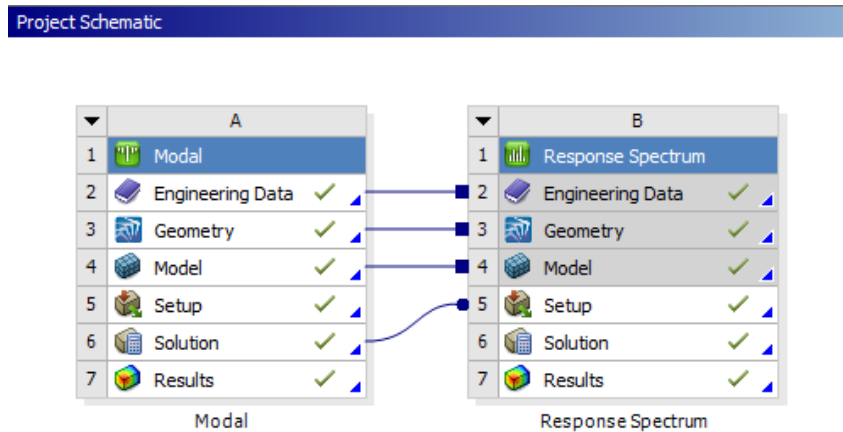 Project Schematic
A
1 Modal
2 Engineering Data
3 Geometry
4 Model
5 Setup
6 Solution
7 Results
Modal
B
1 Response Spectrum
2 Engineering Data
3 Geometry
4 Model
5 Setup
6 Solution
7 Results
Response Spectrum